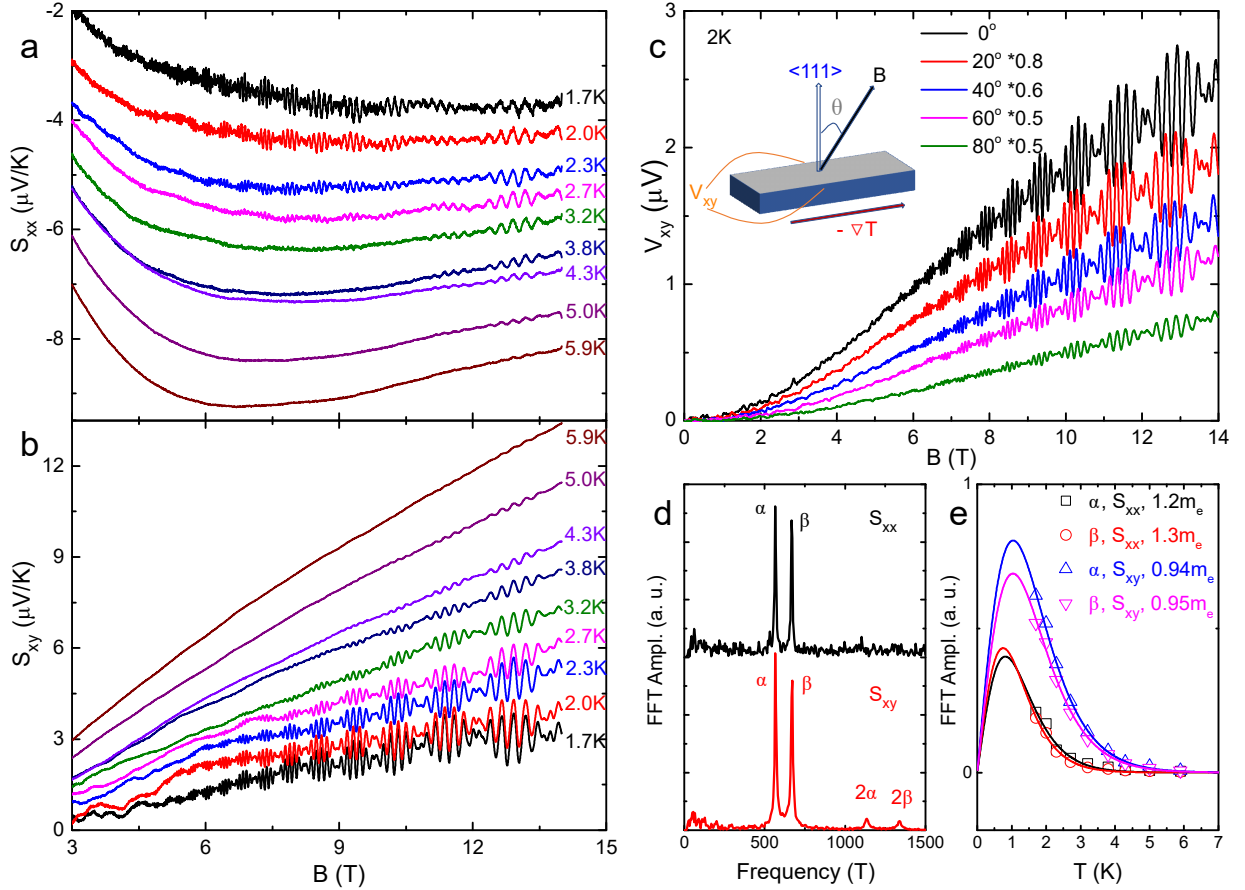 a
-2
-4
-6
-8
S_xx (μV/K)
1.7K
2.0K
2.3K
2.7K
3.2K
3.8K
4.3K
5.0K
5.9K
b
12
9
6
3
0
S_xy (μV/K)
5.9K
5.0K
4.3K
3.8K
3.2K
2.7K
2.3K
2.0K
1.7K
3 6 9 12 15
B (T)
c
2K
3
2
1
0
V_xy (μV)
<111>
B
θ
V_xy
- ▽T
0°
20° *0.8
40° *0.6
60° *0.5
80° *0.5
0 2 4 6 8 10 12 14
B (T)
d
FFT Ampl. (a. u.)
α
β
S_xx
α
β
S_xy
2α
2β
0 500 1000 1500
Frequency (T)
e
1
0
FFT Ampl. (a. u.)
α, S_xx, 1.2m_e
β, S_xx, 1.3m_e
α, S_xy, 0.94m_e
β, S_xy, 0.95m_e
0 1 2 3 4 5 6 7
T (K)